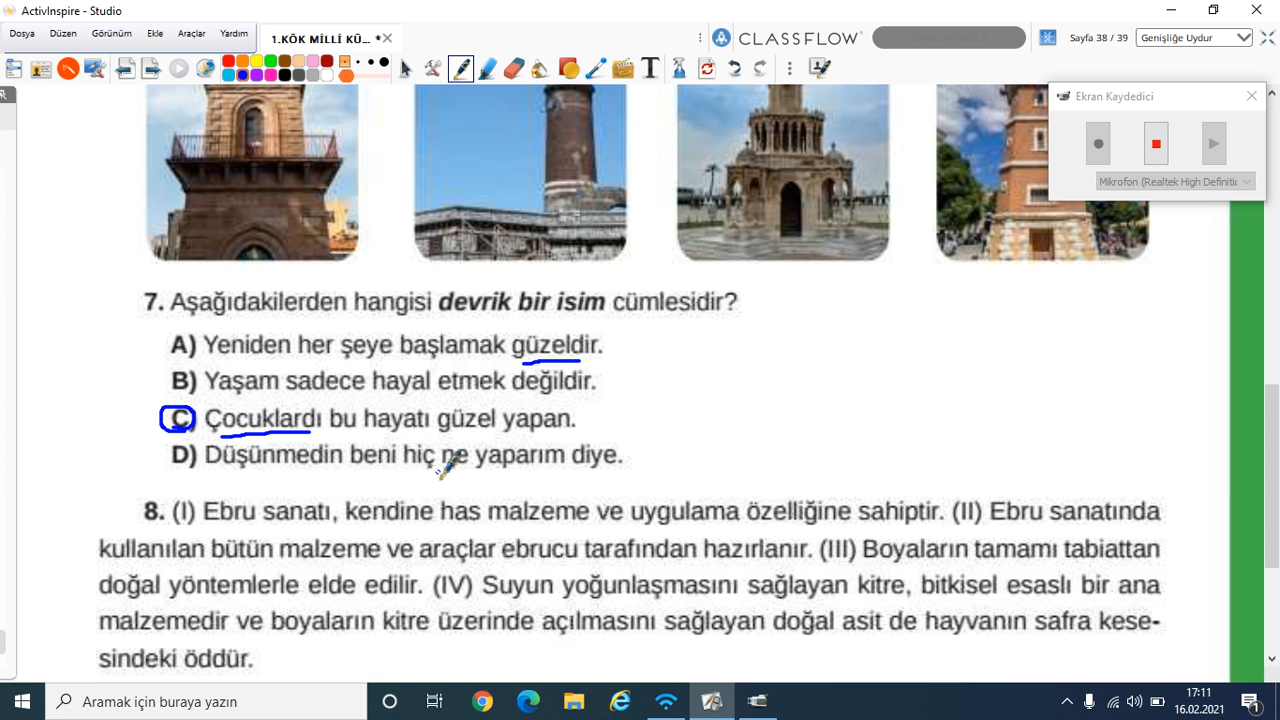 ActivInspire - Studio
Dosya Düzen Görünüm Ekle Araçlar Yardım
1.KÖK MİLLİ KÜ... *
CLASSFLOW
Sayfa 38 / 39
Genişliğe Uydur
Ekran Kaydedici
Mikrofon (Realtek High Definitic
7. Aşağıdakilerden hangisi devrik bir isim cümlesidir?
A) Yeniden her şeye başlamak güzeldir.
B) Yaşam sadece hayal etmek değildir.
C) Çocuklardı bu hayatı güzel yapan.
D) Düşünmedin beni hiç ne yaparım diye.
8. (I) Ebru sanatı, kendine has malzeme ve uygulama özelliğine sahiptir. (II) Ebru sanatında
kullanılan bütün malzeme ve araçlar ebrucu tarafından hazırlanır. (III) Boyaların tamamı tabiattan
doğal yöntemlerle elde edilir. (IV) Suyun yoğunlaşmasını sağlayan kitre, bitkisel esaslı bir ana
malzemedir ve boyaların kitre üzerinde açılmasını sağlayan doğal asit de hayvanın safra kese-
sindeki öddür.
Aramak için buraya yazın
17:11
16.02.2021
1